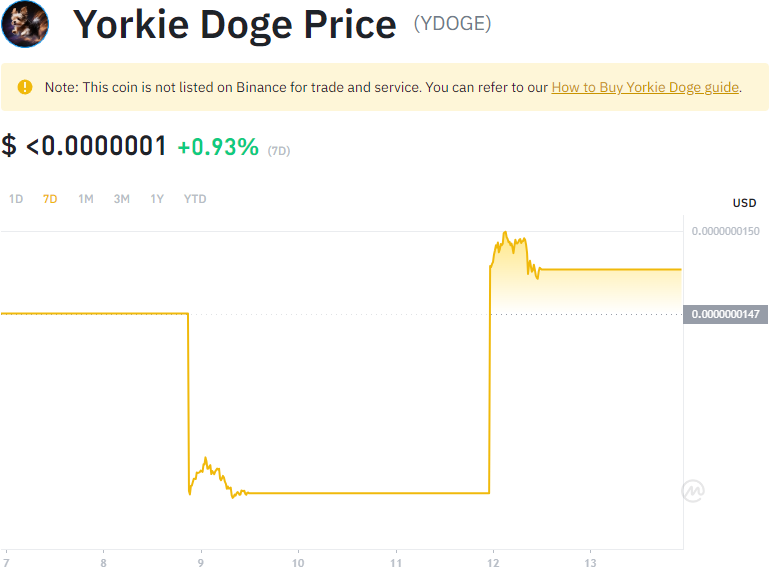 Yorkie Doge Price (YDOGE)
Note: This coin is not listed on Binance for trade and service. You can refer to our How to Buy Yorkie Doge guide.
$ <0.0000001 +0.93% (7D)
1D 7D 1M 3M 1Y YTD
USD
0.0000000150
0.0000000147
7 8 9 10 11 12 13